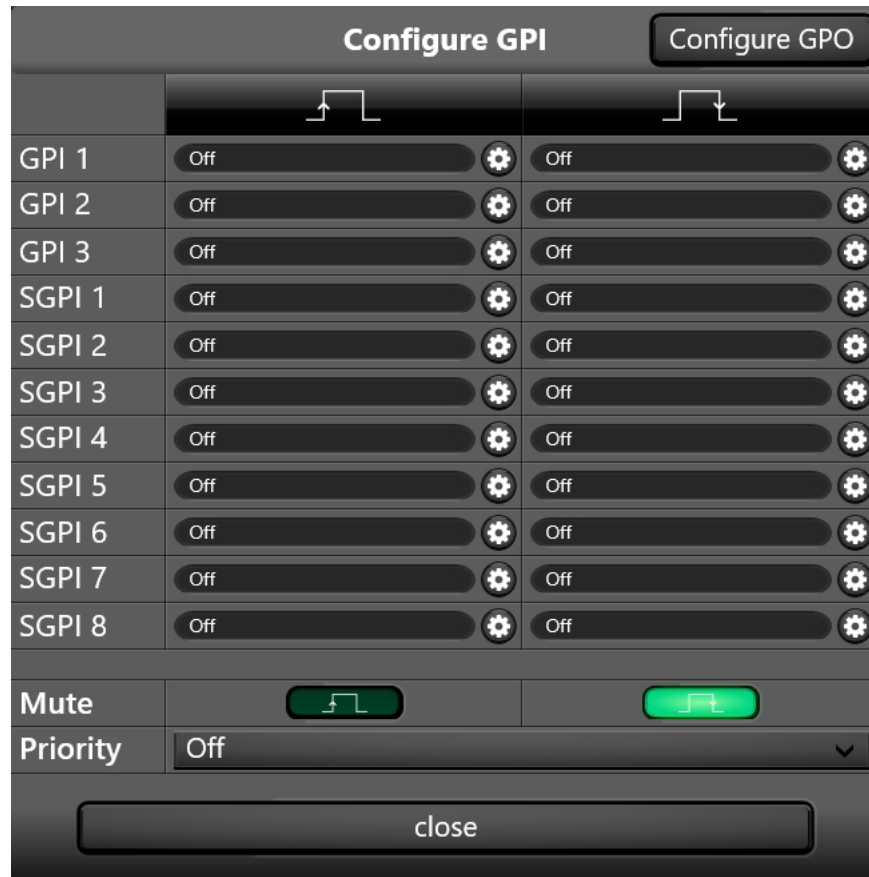 Configure GPI Configure GPO
GPI 1 Off Off
GPI 2 Off Off
GPI 3 Off Off
SGPI 1 Off Off
SGPI 2 Off Off
SGPI 3 Off Off
SGPI 4 Off Off
SGPI 5 Off Off
SGPI 6 Off Off
SGPI 7 Off Off
SGPI 8 Off Off
Mute
Priority Off
close